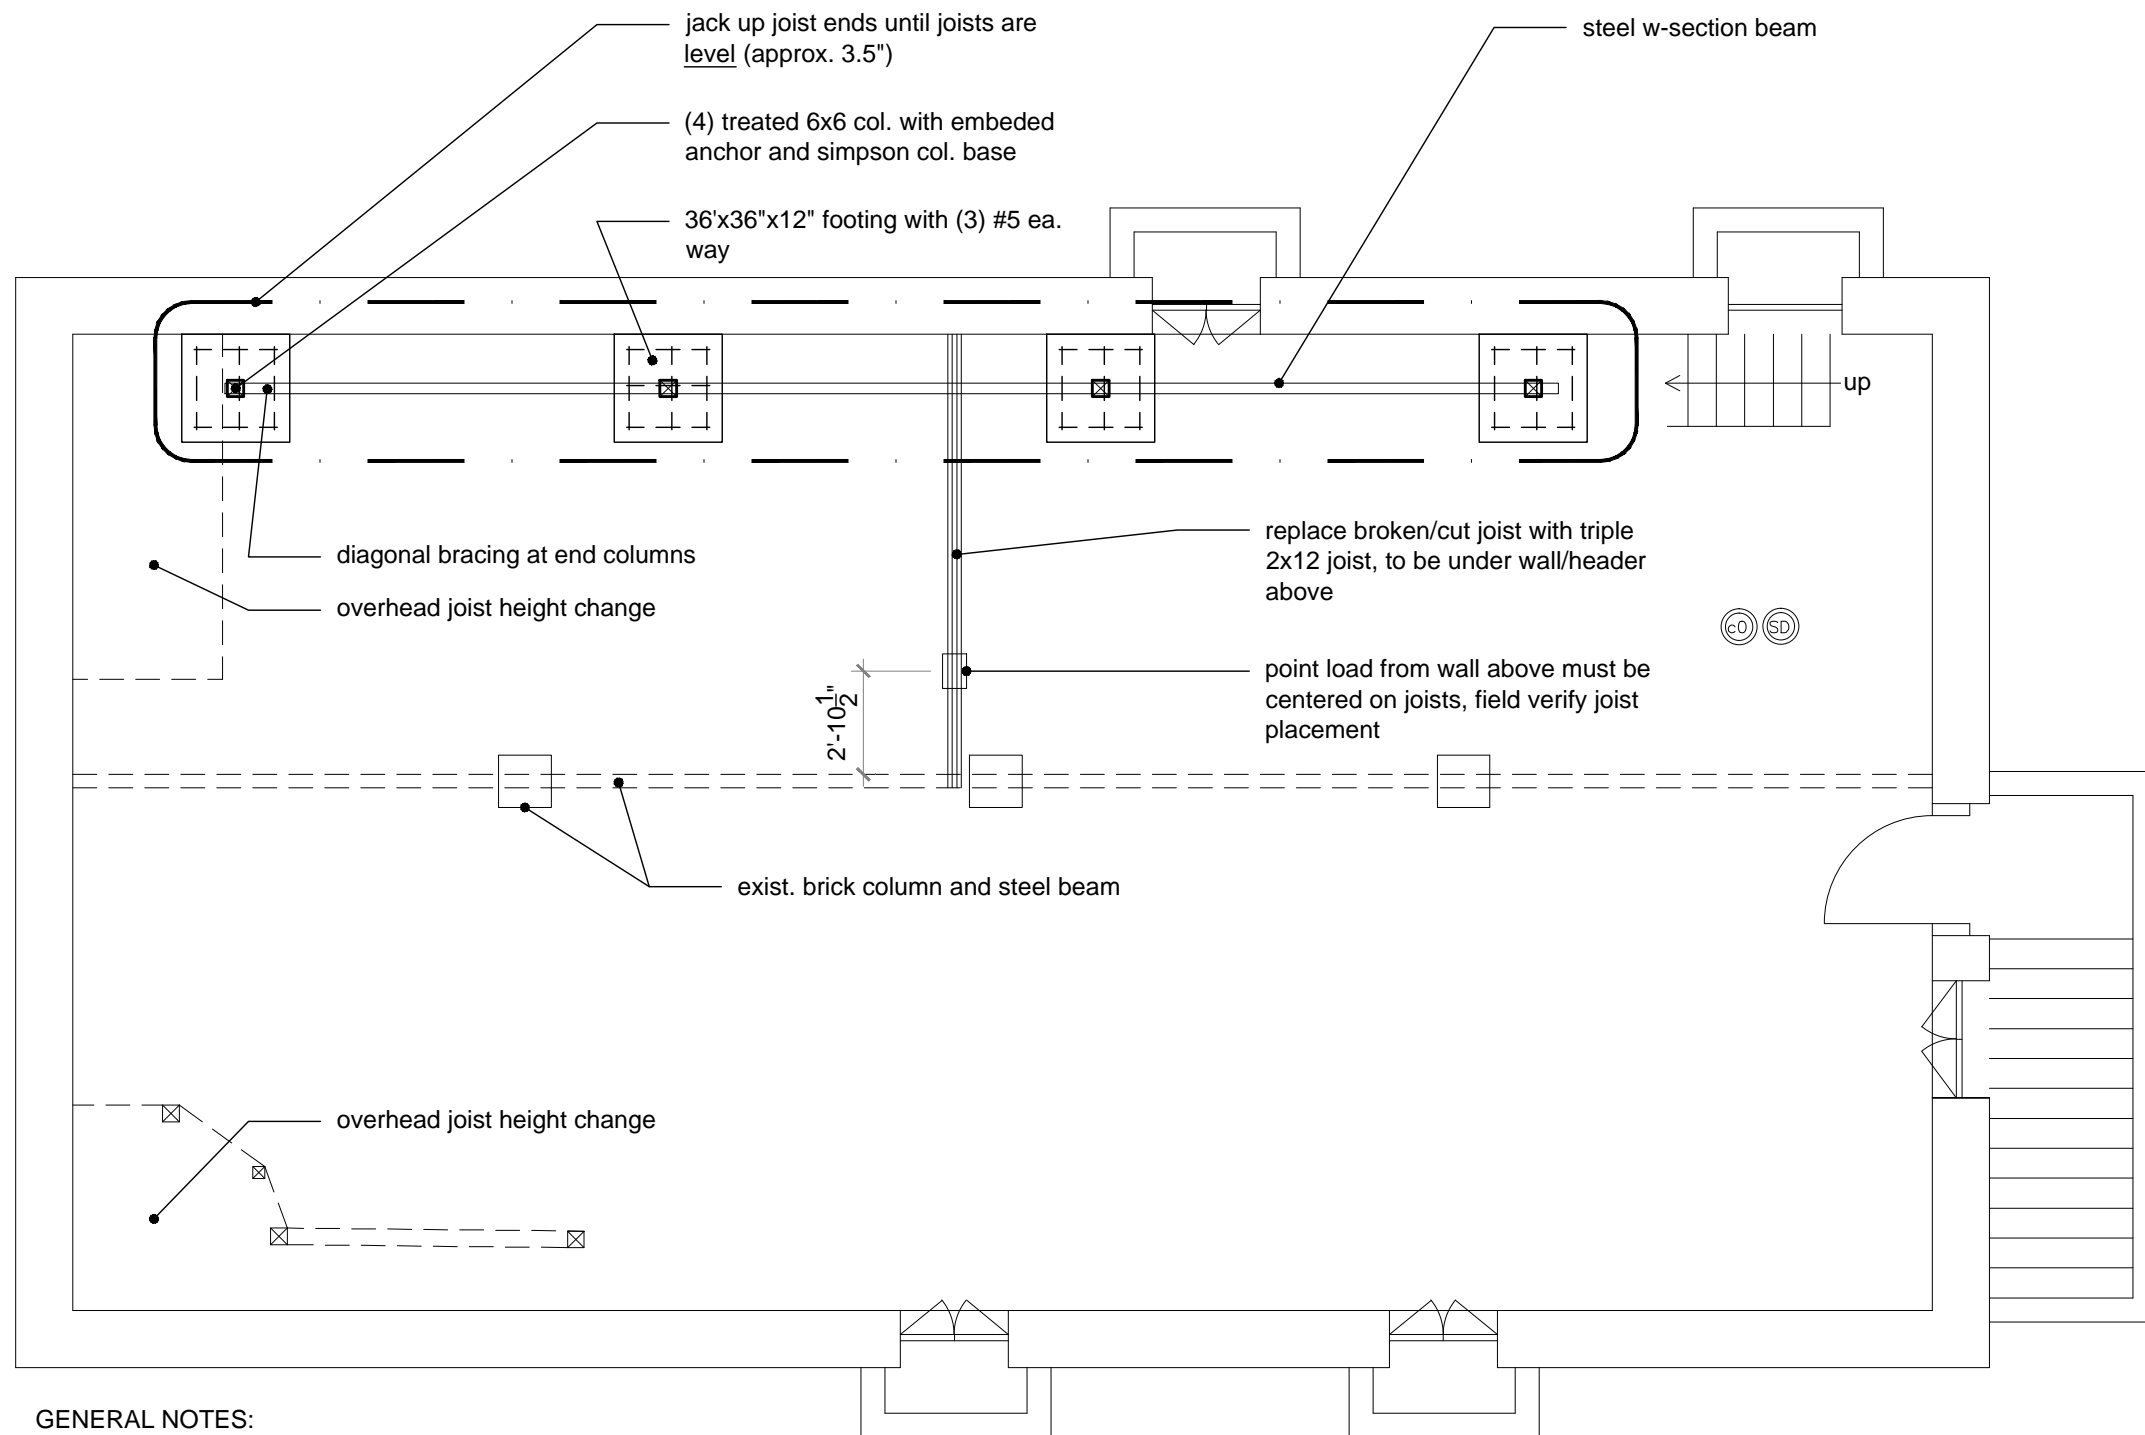 jack up joist ends until joists are
level (approx. 3.5")
steel w-section beam
(4) treated 6x6 col. with embeded
anchor and simpson col. base
36'x36"x12" footing with (3) #5 ea.
way
up
diagonal bracing at end columns
overhead joist height change
replace broken/cut joist with triple
2x12 joist, to be under wall/header
above
cO SD
point load from wall above must be
centered on joists, field verify joist
placement
2'-10 1/2"
exist. brick column and steel beam
overhead joist height change
GENERAL NOTES: